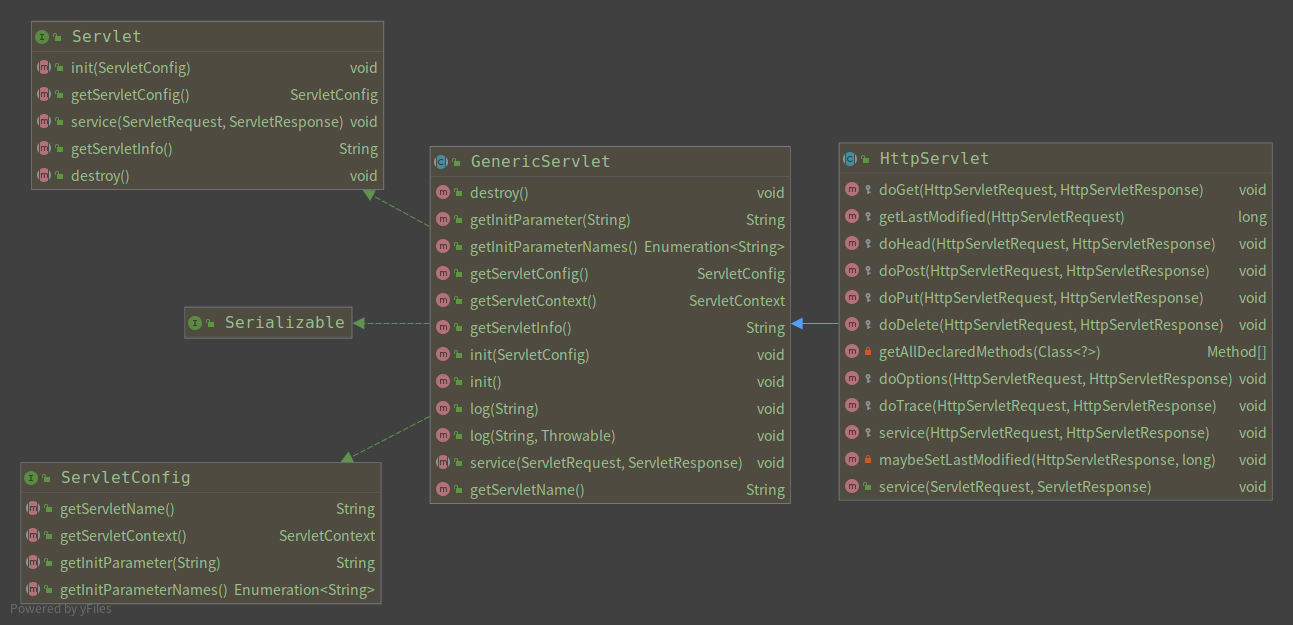 Servlet
init(ServletConfig) void
getServletConfig() ServletConfig
service(ServletRequest, ServletResponse) void
getServletInfo() String
destroy() void
Serializable
ServletConfig
getServletName() String
getServletContext() ServletContext
getInitParameter(String) String
getInitParameterNames() Enumeration<String>
GenericServlet
destroy() void
getInitParameter(String) String
getInitParameterNames() Enumeration<String>
getServletConfig() ServletConfig
getServletContext() ServletContext
getServletInfo() String
init(ServletConfig) void
init() void
log(String) void
log(String, Throwable) void
service(ServletRequest, ServletResponse) void
getServletName() String
HttpServlet
doGet(HttpServletRequest, HttpServletResponse) void
getLastModified(HttpServletRequest) long
doHead(HttpServletRequest, HttpServletResponse) void
doPost(HttpServletRequest, HttpServletResponse) void
doPut(HttpServletRequest, HttpServletResponse) void
doDelete(HttpServletRequest, HttpServletResponse) void
getAllDeclaredMethods(Class<?>) Method[]
doOptions(HttpServletRequest, HttpServletResponse) void
doTrace(HttpServletRequest, HttpServletResponse) void
service(HttpServletRequest, HttpServletResponse) void
maybeSetLastModified(HttpServletResponse, long) void
service(ServletRequest, ServletResponse) void
Powered by yFiles